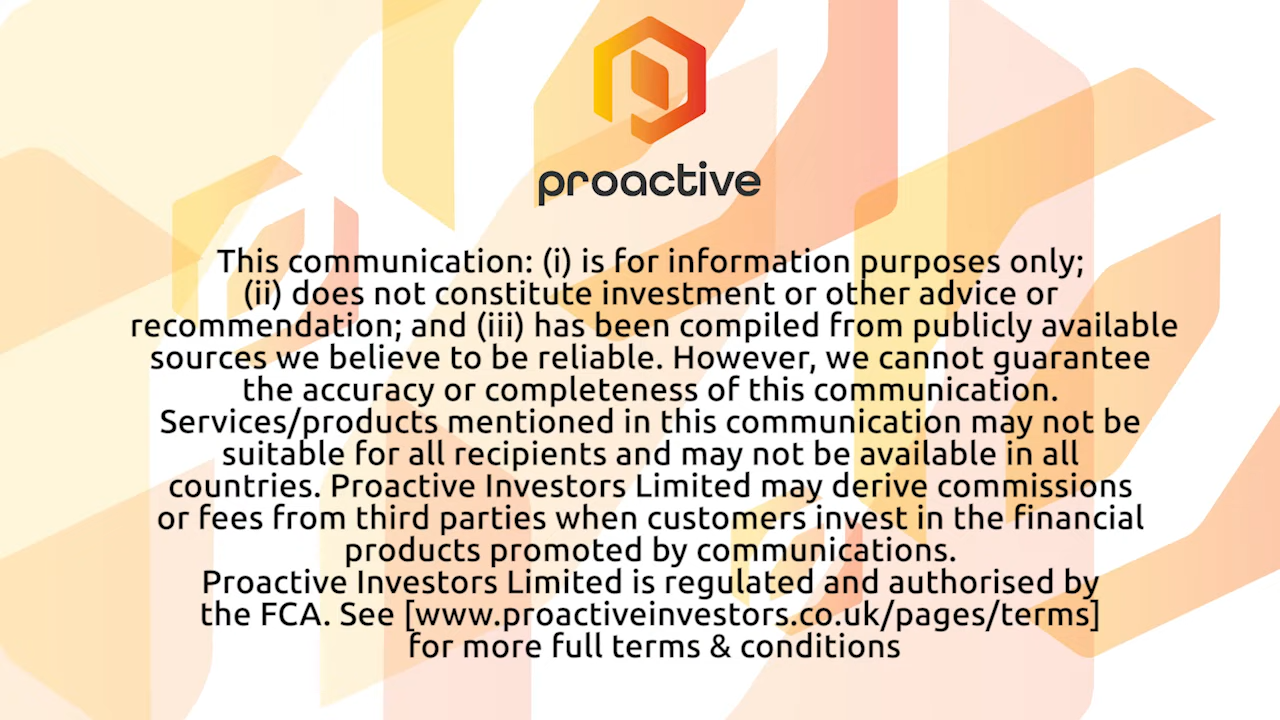 proactive
This communication: (i) is for information purposes only;
(ii) does not constitute investment or other advice or
recommendation; and (iii) has been compiled from publicly available
sources we believe to be reliable. However, we cannot guarantee
the accuracy or completeness of this communication.
Services/products mentioned in this communication may not be
suitable for all recipients and may not be available in all
countries. Proactive Investors Limited may derive commissions
or fees from third parties when customers invest in the financial
products promoted by communications.
Proactive Investors Limited is regulated and authorised by
the FCA. See [www.proactiveinvestors.co.uk/pages/terms]
for more full terms & conditions